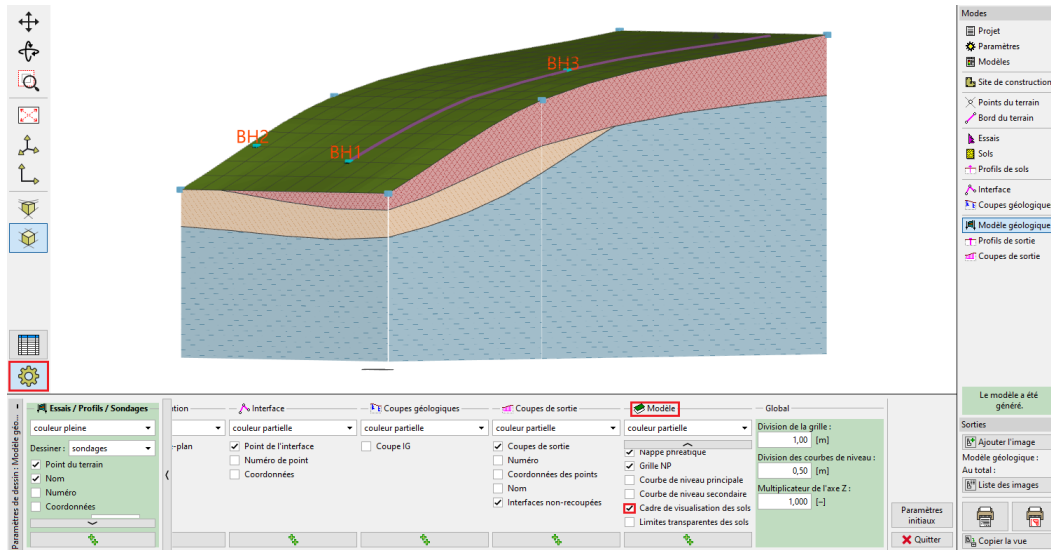 BH3
BH2
BH1
Modes
Projet
Paramètres
Modèles
Site de construction
Points du terrain
Bord du terrain
Essais
Sols
Profils de sols
Interface
Coupes géologique
Modèle géologique
Profils de sortie
Coupes de sortie
Le modèle a été
généré.
Sorties
Ajouter l'image
Modèle géologique :
Au total :
Liste des images
Copier la vue
Paramètres de dessin : Modèle géo...
Essais / Profils / Sondages
couleur pleine
Dessiner : sondages
Point du terrain
Nom
Numéro
Coordonnées
ation
e-plan
Interface
couleur partielle
Point de l'interface
Numéro de point
Coordonnées
Coupes géologiques
couleur partielle
Coupe IG
Coupes de sortie
couleur partielle
Coupes de sortie
Numéro
Coordonnées des points
Nom
Interfaces non-recoupées
Modèle
couleur partielle
Nappe phréatique
Grille NP
Courbe de niveau principale
Courbe de niveau secondaire
Cadre de visualisation des sols
Limites transparentes des sols
Global
Division de la grille :
1,00 [m]
Division des courbes de niveau :
0,50 [m]
Multiplicateur de l'axe Z :
1,000 [–]
Paramètres
initiaux
Quitter